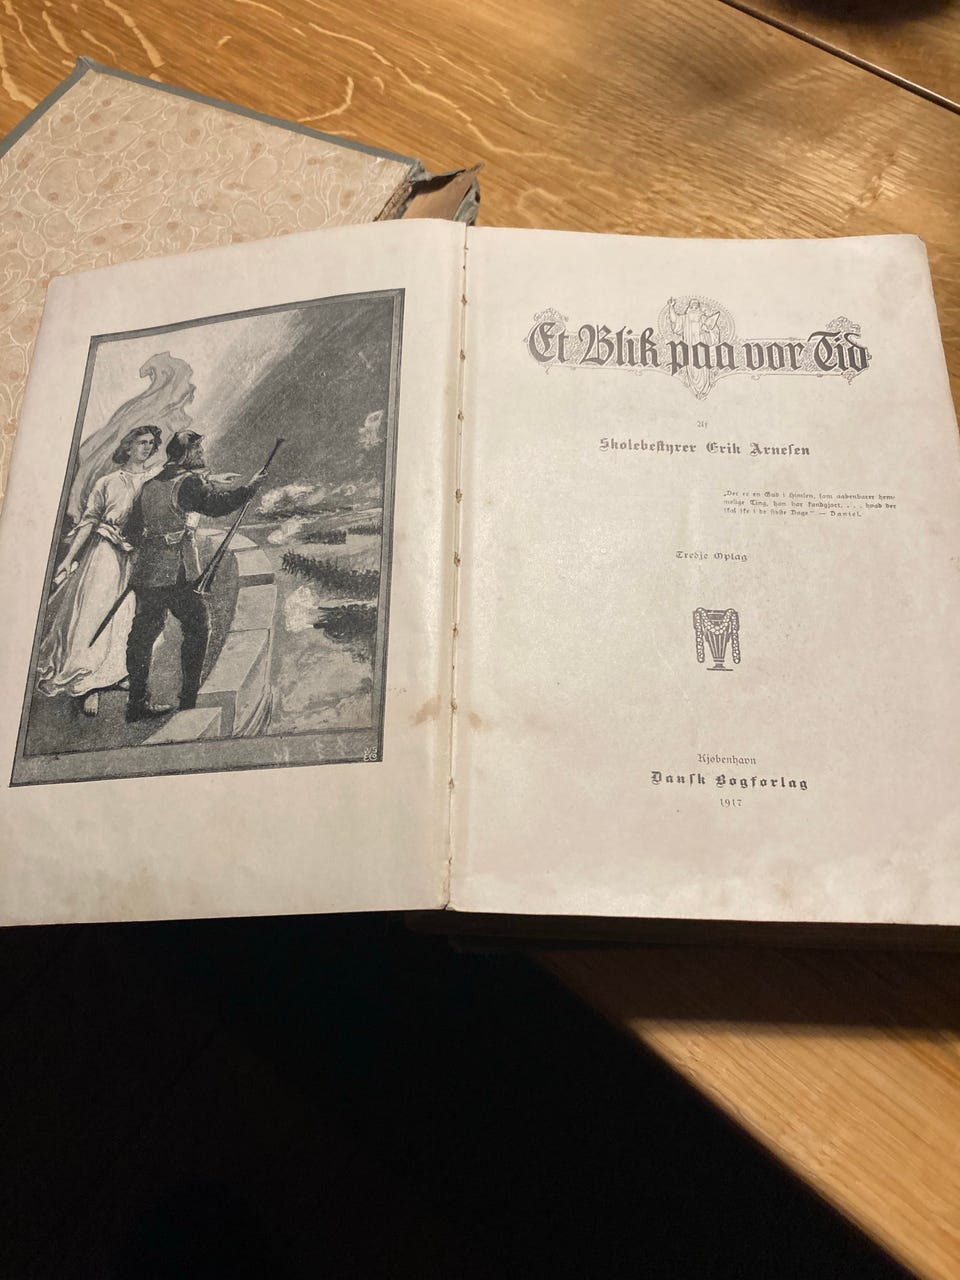 Et Blik paa vor Tid
Af
Skolebestyrer Erik Arnesen
„Der er en Gud i Himlen, som aabenbarer hem-
melige Ting, han har kundgjort, . . . hvad der
skal ske i de sidste Dage“ — Daniel.
Tredje Oplag
Kjøbenhavn
Dansk Bogforlag
1917